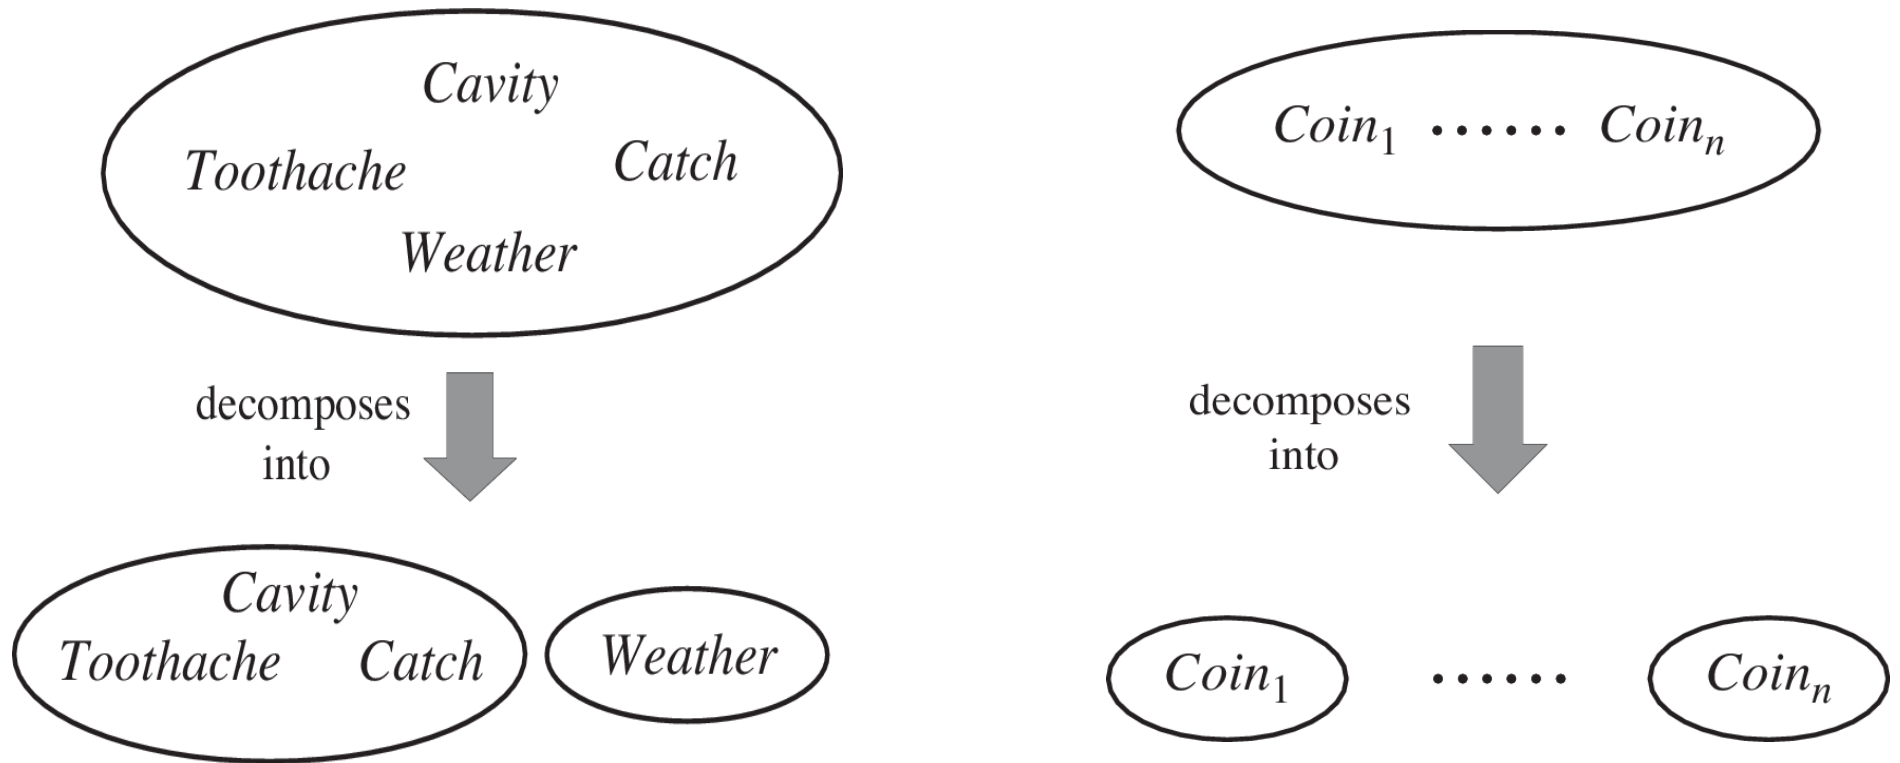 Cavity
Toothache Catch
Weather
decomposes
into
Cavity
Toothache Catch
Weather
Coin₁ ...... Coinₙ
decomposes
into
Coin₁ ...... Coinₙ